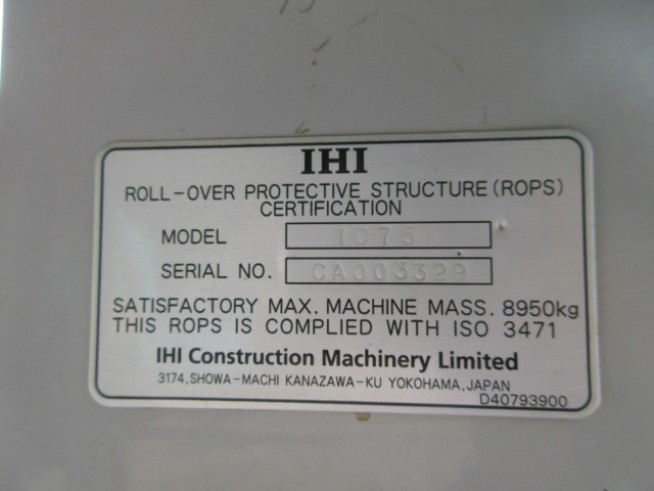 IHI
ROLL-OVER PROTECTIVE STRUCTURE (ROPS)
CERTIFICATION
MODEL IC75
SERIAL NO. CA003329
SATISFACTORY MAX. MACHINE MASS. 8950kg
THIS ROPS IS COMPLIED WITH ISO 3471
IHI Construction Machinery Limited
3174,SHOWA-MACHI KANAZAWA-KU YOKOHAMA,JAPAN
D40793900